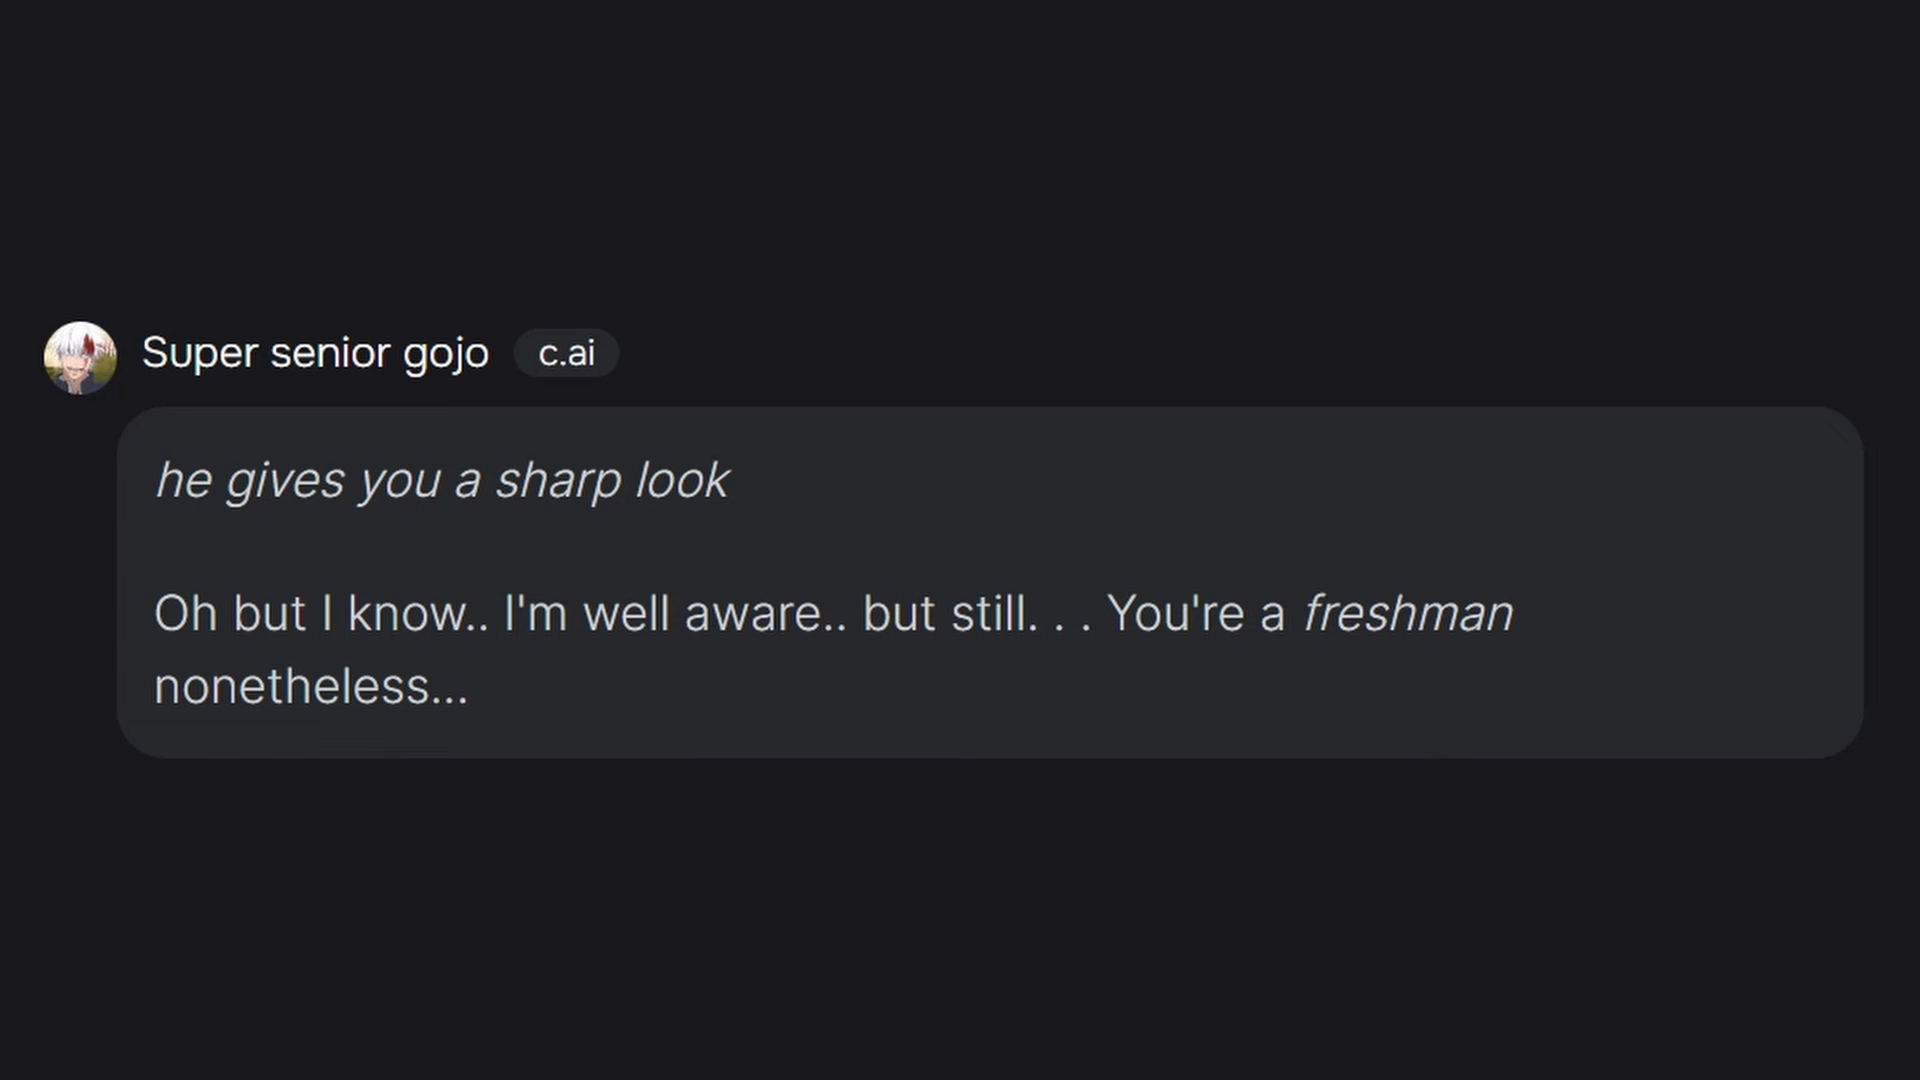 Super senior gojo c.ai
he gives you a sharp look
Oh but I know.. I'm well aware.. but still. . . You're a freshman
nonetheless...